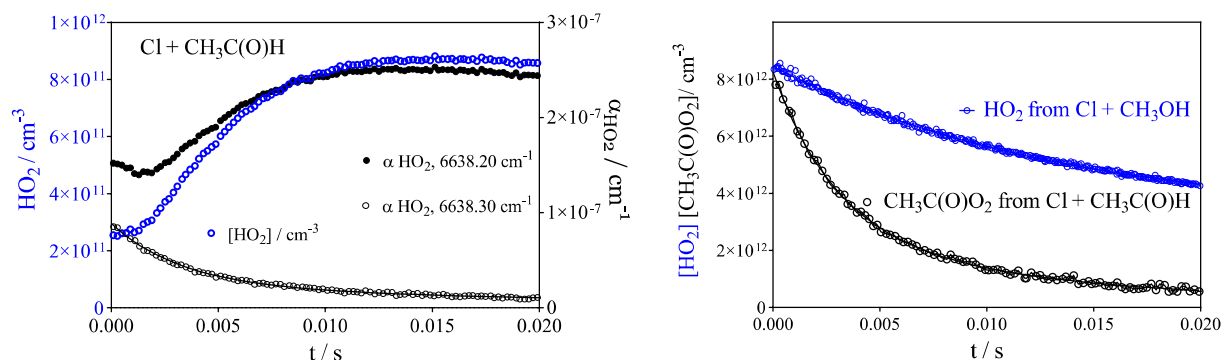 1×10¹²
8×10¹¹
6×10¹¹
4×10¹¹
2×10¹¹
0
HO₂ / cm⁻³
Cl + CH₃C(O)H
α HO₂, 6638.20 cm⁻¹
α HO₂, 6638.30 cm⁻¹
[HO₂] / cm⁻³
3×10⁻⁷
2×10⁻⁷
1×10⁻⁷
0
α_HO₂ / cm⁻¹
0.000 0.005 0.010 0.015 0.020
t / s
8×10¹²
6×10¹²
4×10¹²
2×10¹²
0
[HO₂] [CH₃C(O)O₂]/ cm⁻³
HO₂ from Cl + CH₃OH
CH₃C(O)O₂ from Cl + CH₃C(O)H
0.000 0.005 0.010 0.015 0.020
t / s